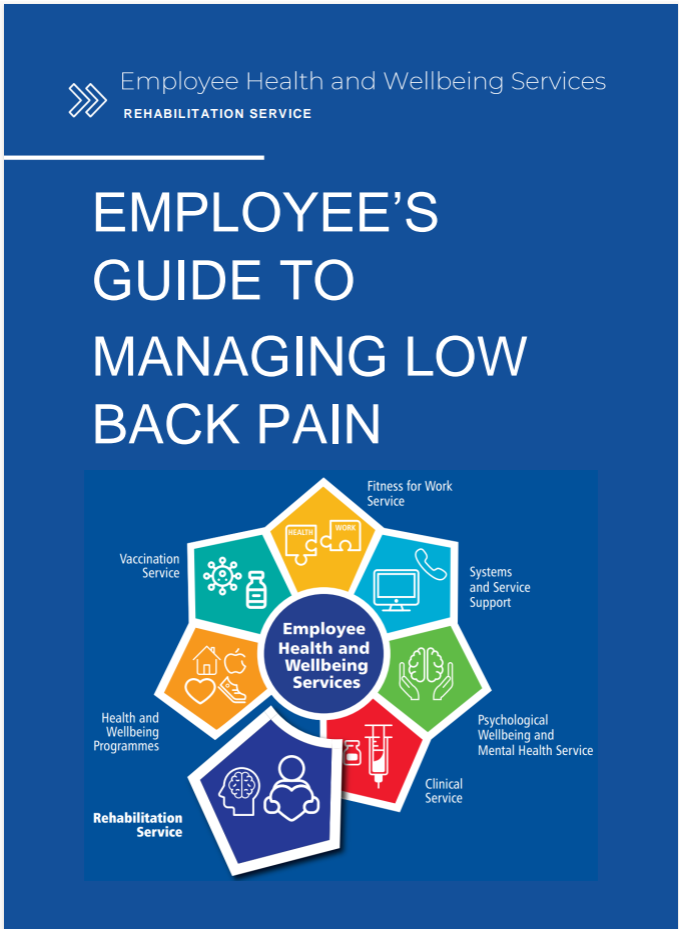 Employee Health and Wellbeing Services
REHABILITATION SERVICE
EMPLOYEE’S
GUIDE TO
MANAGING LOW
BACK PAIN
Fitness for Work
Service
HEALTH
WORK
Vaccination
Service
Systems
and Service
Support
Employee
Health and
Wellbeing
Services
Health and
Wellbeing
Programmes
Psychological
Wellbeing and
Mental Health Service
Clinical
Service
Rehabilitation
Service